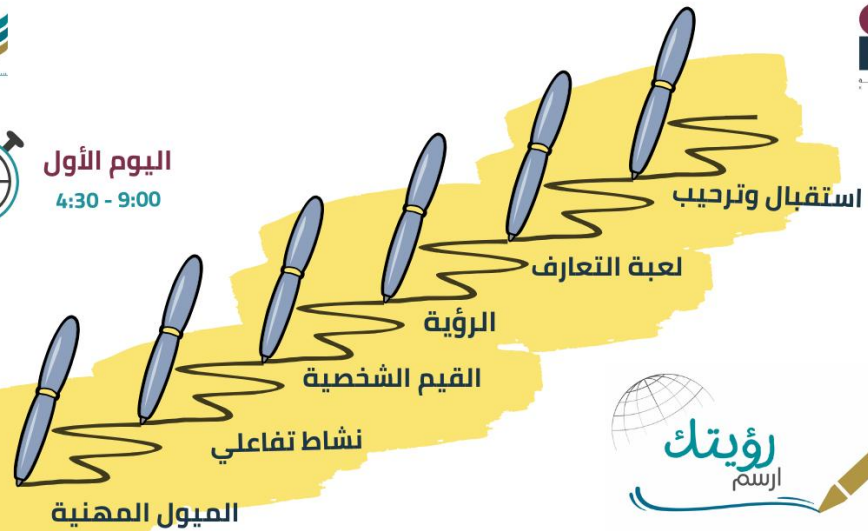 اليوم الأول
4:30 - 9:00
استقبال وترحيب
لعبة التعارف
الرؤية
القيم الشخصية
نشاط تفاعلي
الميول المهنية
رؤيتك
ارسم